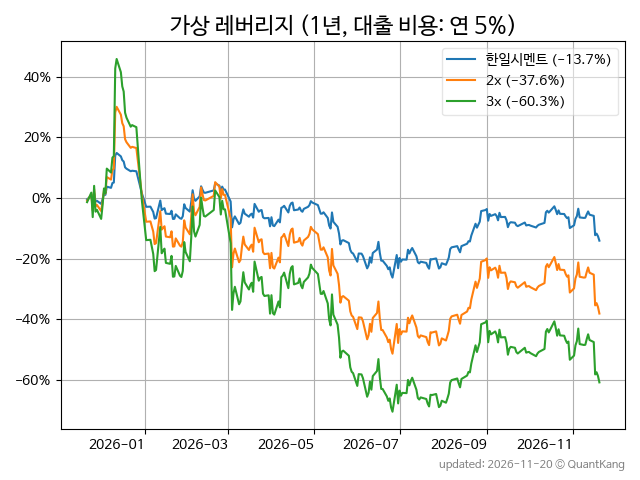 가상 레버리지 (1년, 대출 비용: 연 5%)
한일시멘트 (-13.7%)
2x (-37.6%)
3x (-60.3%)
40%
20%
0%
−20%
−40%
−60%
2026-01
2026-03
2026-05
2026-07
2026-09
2026-11
updated: 2026-11-20 © QuantKang